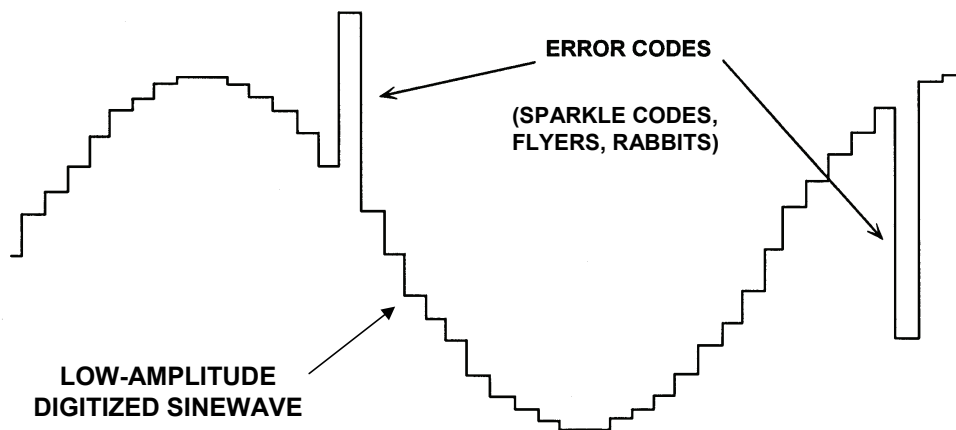 ERROR CODES
(SPARKLE CODES,
FLYERS, RABBITS)
LOW-AMPLITUDE
DIGITIZED SINEWAVE